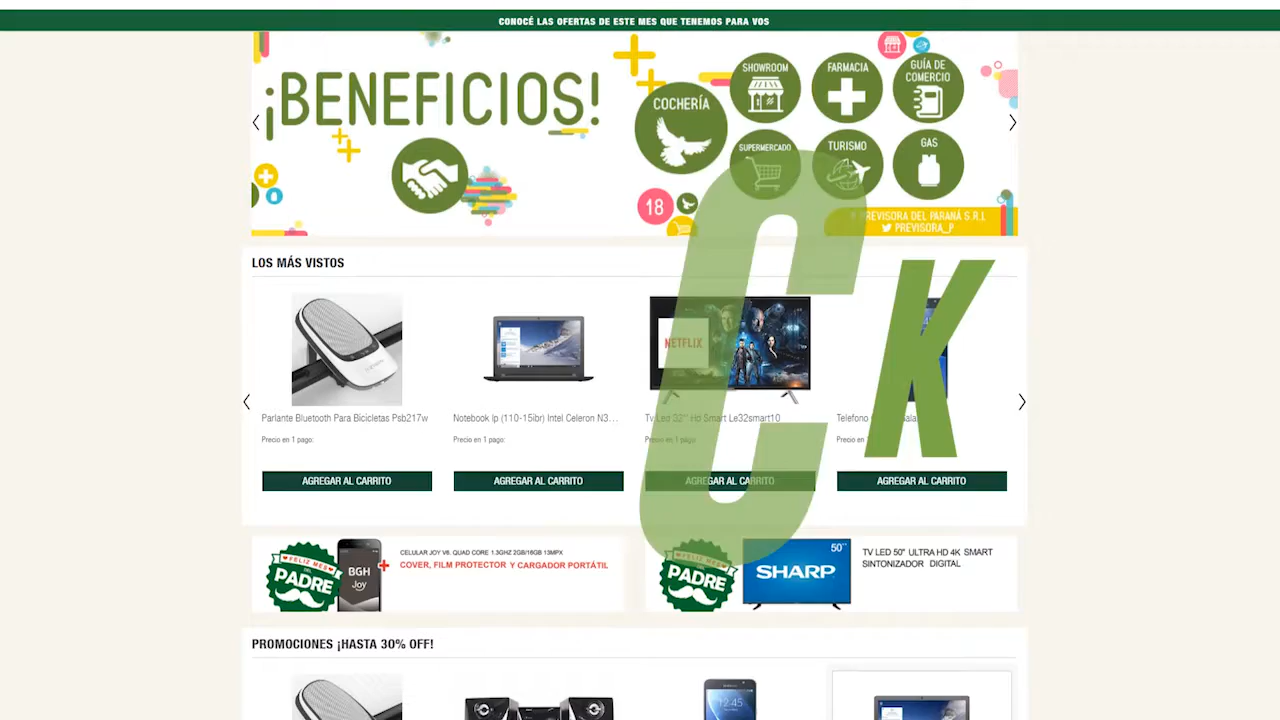 CONOCÉ LAS OFERTAS DE ESTE MES QUE TENEMOS PARA VOS
¡BENEFICIOS!
COCHERÍA
SHOWROOM
FARMACIA
GUÍA DE
COMERCIO
SUPERMERCADO
TURISMO
GAS
18
PREVISORA DEL PARANÁ S.R.L
PREVISORA_P
CK
LOS MÁS VISTOS
NETFLIX
Parlante Bluetooth Para Bicicletas Psb217w
Notebook Ip (110-15ibr) Intel Celeron N3...
Tv Led 32" Hd Smart Le32smart10
Telefono
Precio en 1 pago:
Precio en 1 pago:
Precio en 1 pago:
Precio en
AGREGAR AL CARRITO
AGREGAR AL CARRITO
AGREGAR AL CARRITO
AGREGAR AL CARRITO
FELIZ MES
DEL
PADRE
BGH
Joy
CELULAR JOY V6. QUAD CORE 1.3GHZ 2GB/16GB 13MPX
COVER, FILM PROTECTOR Y CARGADOR PORTÁTIL
FELIZ MES
PADRE
50"
SHARP
TV LED 50" ULTRA HD 4K SMART
SINTONIZADOR DIGITAL
PROMOCIONES ¡HASTA 30% OFF!
12:45